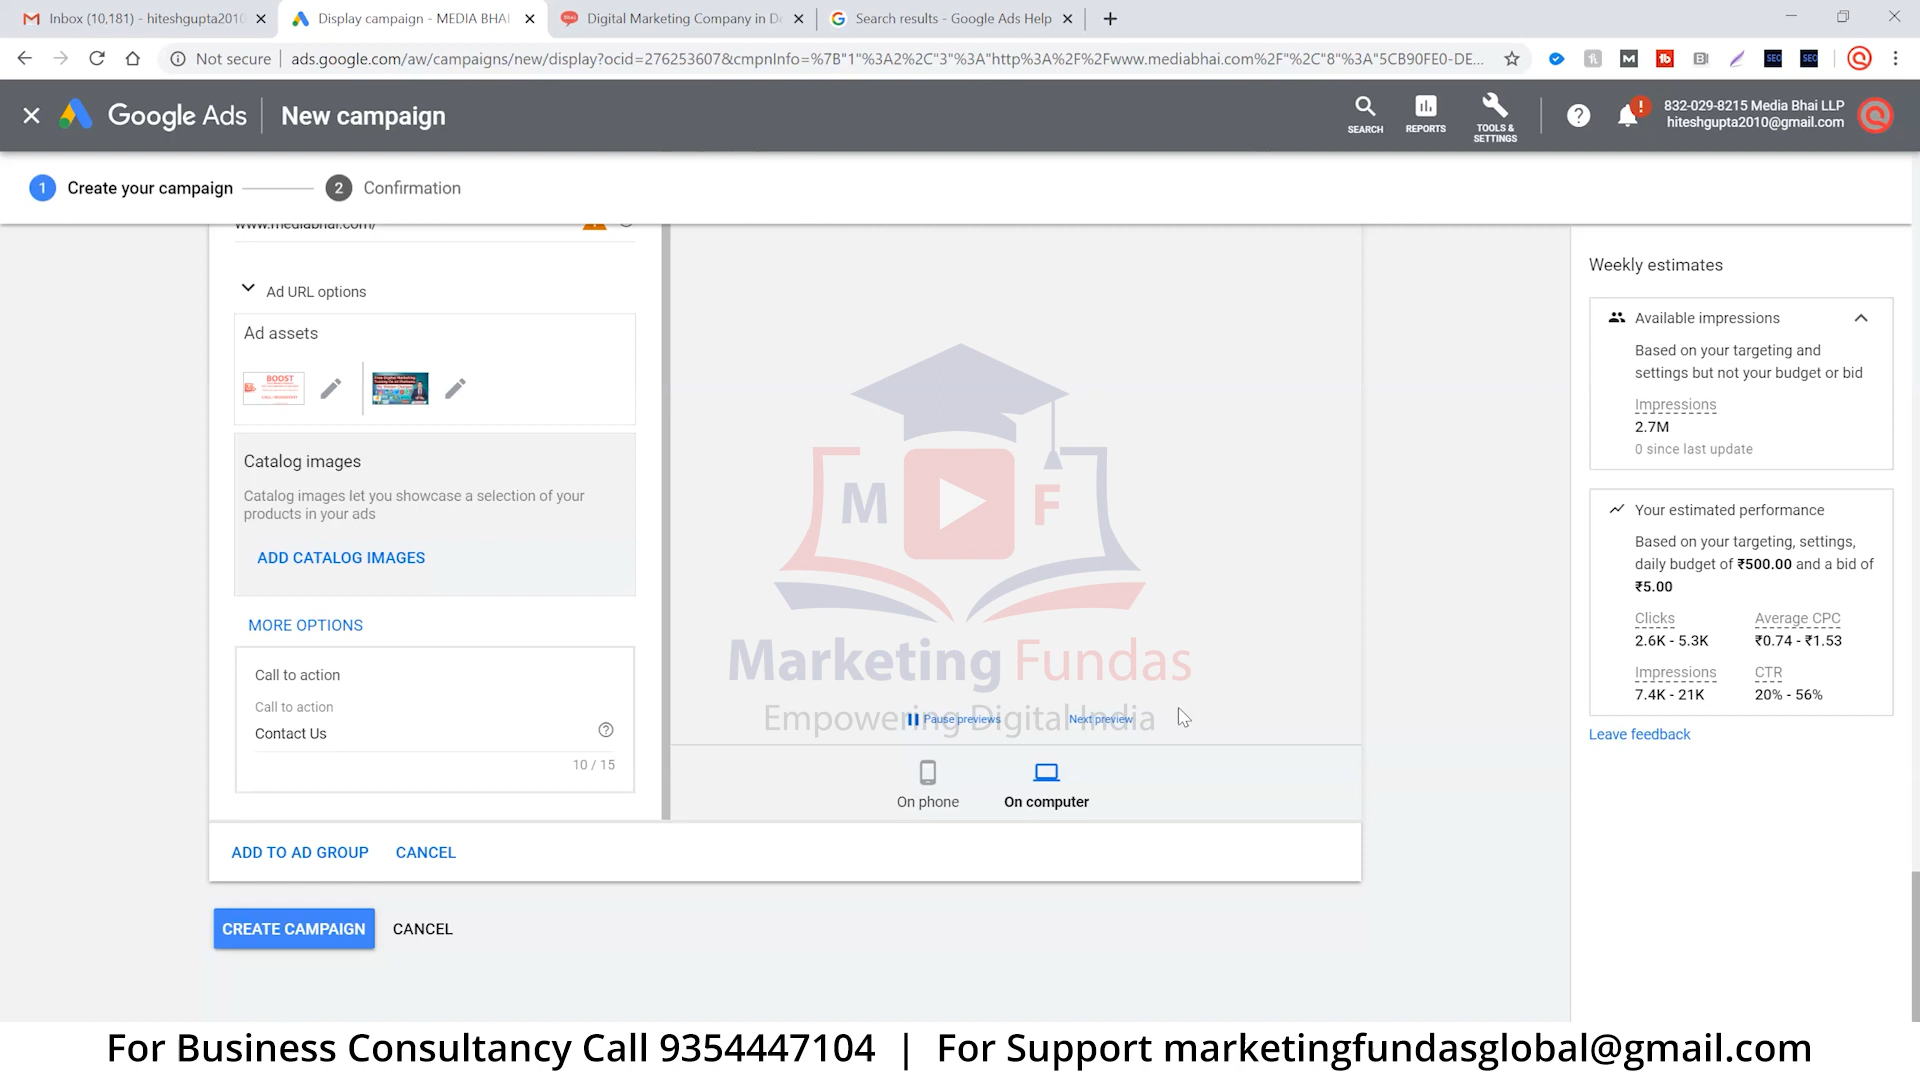 Inbox (10,181) - hiteshgupta2010
Display campaign - MEDIA BHAI
Digital Marketing Company in De
Search results - Google Ads Help
Not secure
ads.google.com/aw/campaigns/new/display?ocid=276253607&cmpnInfo=%7B"1"%3A2%2C"3"%3A"http%3A%2F%2Fwww.mediabhai.com%2F"%2C"8"%3A"5CB90FE0-DE...
Google Ads
New campaign
SEARCH
REPORTS
TOOLS &
SETTINGS
832-029-8215 Media Bhai LLP
hiteshgupta2010@gmail.com
1 Create your campaign
2 Confirmation
www.mediabhai.com/
Ad URL options
Ad assets
BOOST
Catalog images
Catalog images let you showcase a selection of your
products in your ads
ADD CATALOG IMAGES
MORE OPTIONS
Call to action
Call to action
Contact Us
10 / 15
M F
Marketing Fundas
Empowering Digital India
Pause previews
Next preview
On phone
On computer
ADD TO AD GROUP
CANCEL
CREATE CAMPAIGN
CANCEL
Weekly estimates
Available impressions
Based on your targeting and
settings but not your budget or bid
Impressions
2.7M
0 since last update
Your estimated performance
Based on your targeting, settings,
daily budget of ₹500.00 and a bid of
₹5.00
Clicks
2.6K - 5.3K
Average CPC
₹0.74 - ₹1.53
Impressions
7.4K - 21K
CTR
20% - 56%
Leave feedback
For Business Consultancy Call 9354447104 | For Support marketingfundasglobal@gmail.com